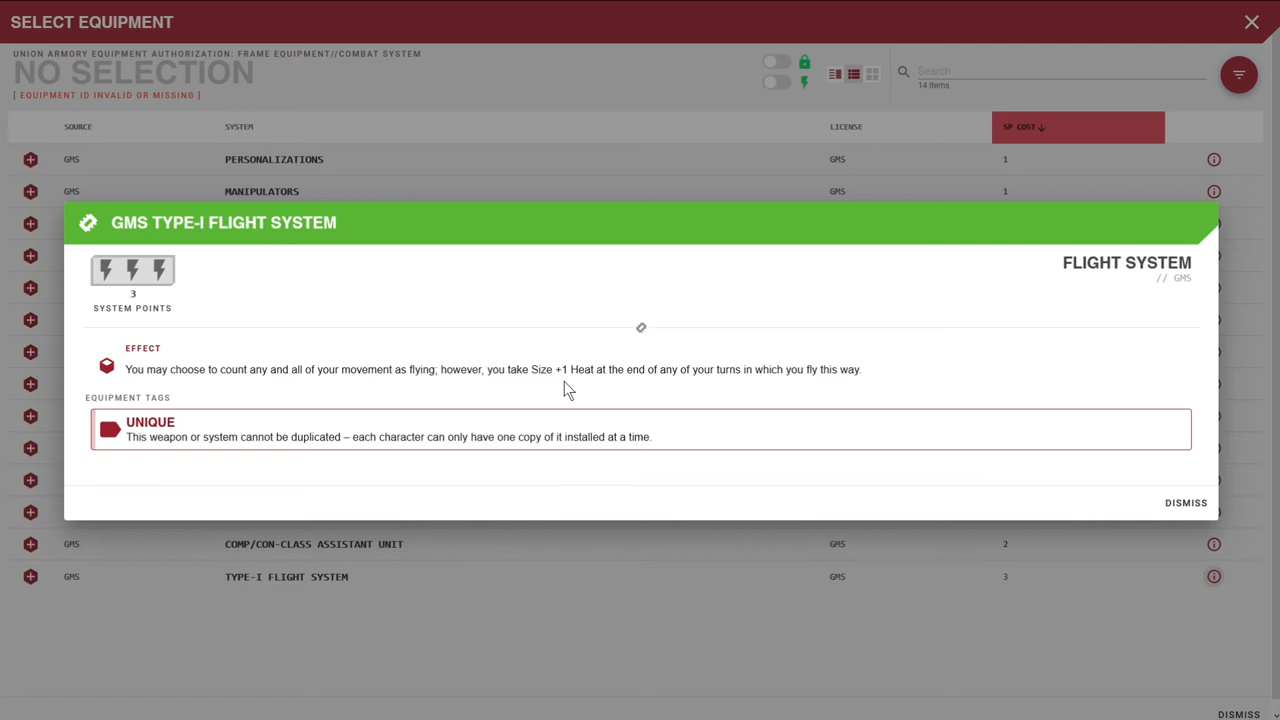 SELECT EQUIPMENT
UNION ARMORY EQUIPMENT AUTHORIZATION: FRAME EQUIPMENT//COMBAT SYSTEM
NO SELECTION
[ EQUIPMENT ID INVALID OR MISSING ]
Search
14 Items
SOURCE SYSTEM LICENSE SP COST
GMS PERSONALIZATIONS GMS 1
GMS MANIPULATORS GMS 1
GMS TYPE-I FLIGHT SYSTEM
FLIGHT SYSTEM
// GMS
3
SYSTEM POINTS
EFFECT
You may choose to count any and all of your movement as flying; however, you take Size +1 Heat at the end of any of your turns in which you fly this way.
EQUIPMENT TAGS
UNIQUE
This weapon or system cannot be duplicated – each character can only have one copy of it installed at a time.
DISMISS
GMS COMP/CON-CLASS ASSISTANT UNIT GMS 2
GMS TYPE-I FLIGHT SYSTEM GMS 3
DISMISS